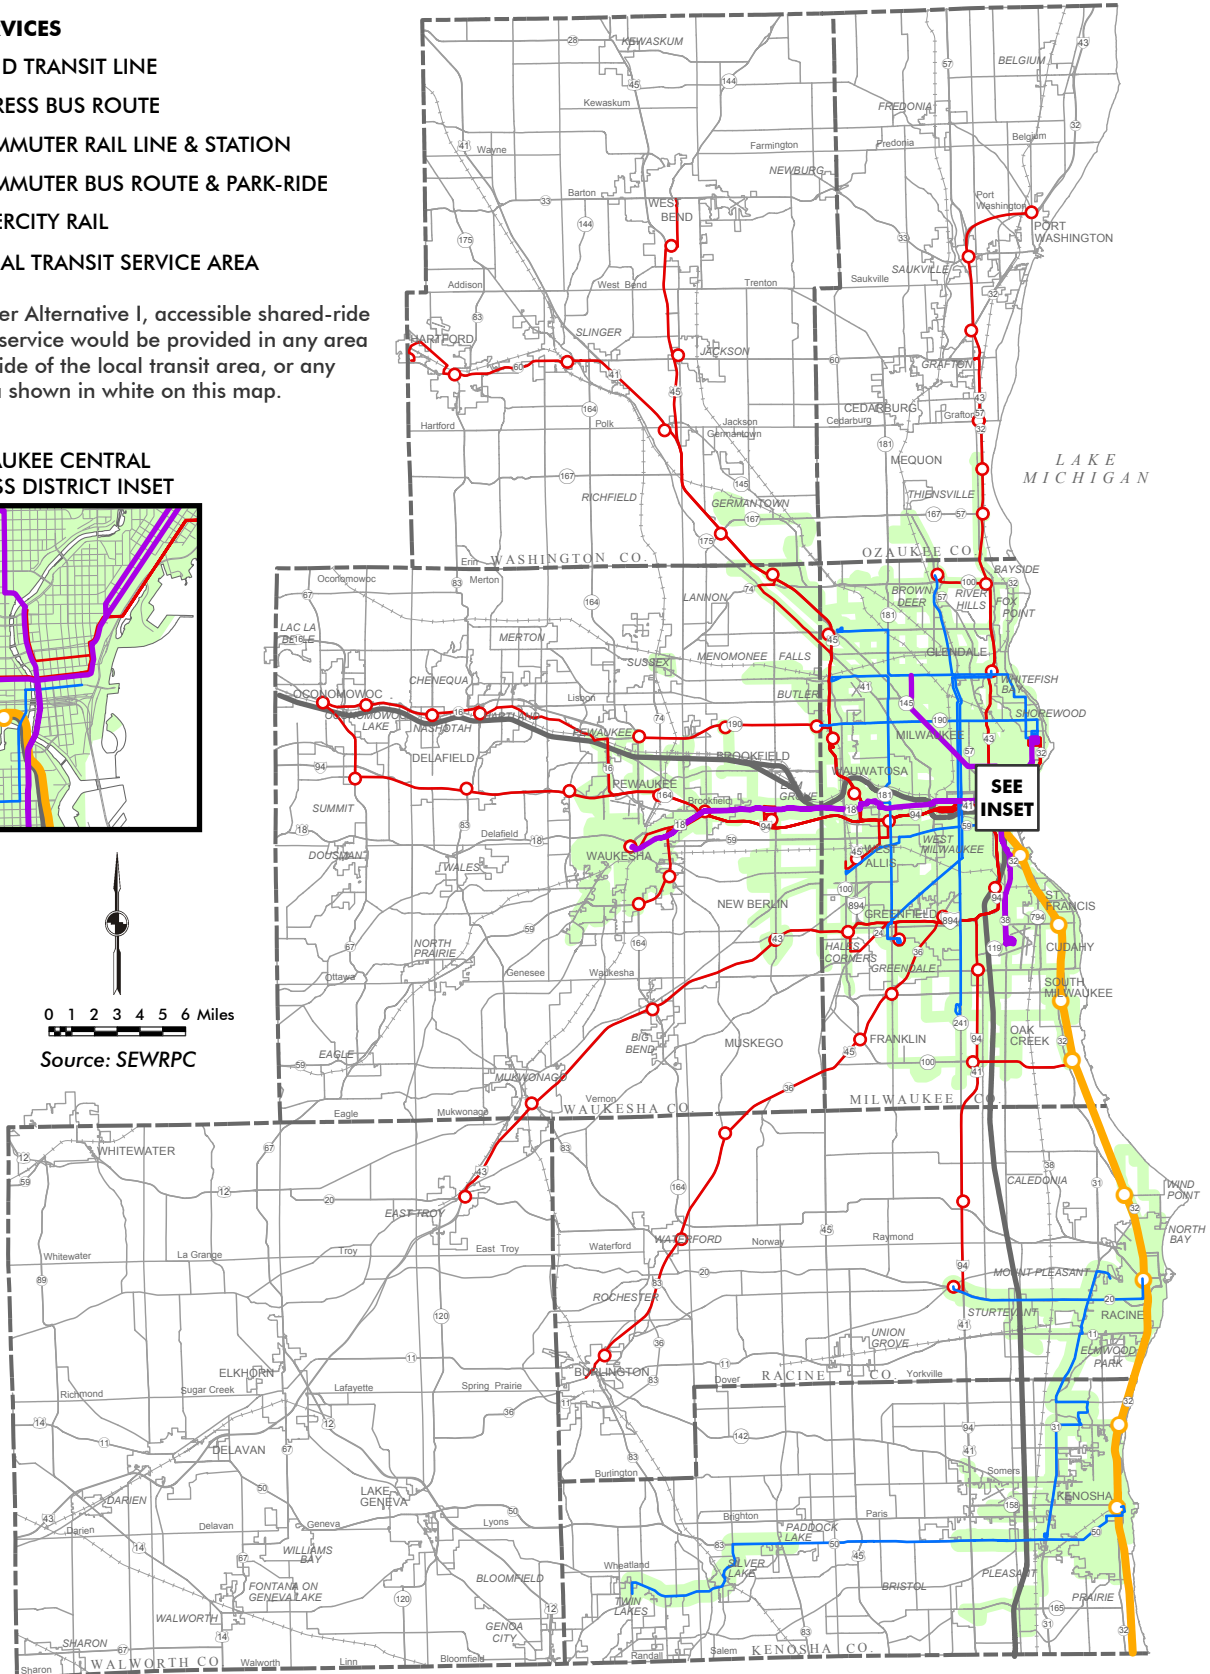 RVICES
D TRANSIT LINE
RESS BUS ROUTE
MMUTER RAIL LINE & STATION
MMUTER BUS ROUTE & PARK-RIDE
ERCITY RAIL
AL TRANSIT SERVICE AREA
er Alternative I, accessible shared-ride
service would be provided in any area
ide of the local transit area, or any
shown in white on this map.
AUKEE CENTRAL
SS DISTRICT INSET
0 1 2 3 4 5 6 Miles
Source: SEWRPC
KEWASKUM
BELGIUM
Kewaskum
FREDONIA
Wayne
Farmington
Fredonia
Belgium
NEWBURG
Barton
WEST
BEND
Port
Washington
PORT
WASHINGTON
SAUKVILLE
Addison
West Bend
Trenton
Saukville
SLINGER
HARTFORD
JACKSON
GRAFTON
CEDARBURG
Hartford
Polk
Jackson
Germantown
Cedarburg
Grafton
MEQUON
LAKE
MICHIGAN
RICHFIELD
GERMANTOWN
THIENSVILLE
Erin
WASHINGTON CO.
OZAUKEE CO.
Oconomowoc
Merton
LANNON
BAYSIDE
BROWN
DEER
RIVER
HILLS
FOX
POINT
LAC LA
BELLE
MERTON
SUSSEX
MENOMONEE FALLS
GLENDALE
CHENEQUA
WHITEFISH
BAY
OCONOMOWOC
Lisbon
BUTLER
OCONOMOWOC
LAKE
NASHOTAH
HARTLAND
PEWAUKEE
SHOREWOOD
MILWAUKEE
DELAFIELD
BROOKFIELD
WAUWATOSA
SEE
INSET
PEWAUKEE
GROVE
SUMMIT
Brookfield
Delafield
DOUSMAN
WALES
WAUKESHA
WEST
ALLIS
WEST
MILWAUKEE
NEW BERLIN
GREENFIELD
ST.
FRANCIS
NORTH
PRAIRIE
HALES
CORNERS
CUDAHY
Ottawa
Genesee
Waukesha
GREENDALE
SOUTH
MILWAUKEE
EAGLE
BIG
BEND
MUSKEGO
FRANKLIN
OAK
CREEK
MUKWONAGO
Eagle
Mukwonago
Vernon
WAUKESHA CO.
MILWAUKEE CO.
WHITEWATER
CALEDONIA
WIND
POINT
EAST TROY
NORTH
BAY
Whitewater
La Grange
Troy
East Troy
Waterford
WATERFORD
Norway
Raymond
ROCHESTER
MOUNT PLEASANT
STURTEVANT
RACINE
UNION
GROVE
ELMWOOD
PARK
ELKHORN
BURLINGTON
Dover
RACINE CO.
Yorkville
Richmond
Sugar Creek
Lafayette
Spring Prairie
DELAVAN
LAKE
GENEVA
Burlington
Somers
KENOSHA
DARIEN
Darien
Delavan
Geneva
Lyons
Brighton
Paris
PADDOCK
LAKE
WILLIAMS
BAY
Wheatland
SILVER
LAKE
BLOOMFIELD
BRISTOL
PLEASANT
PRAIRIE
FONTANA ON
GENEVA LAKE
TWIN
LAKES
WALWORTH
GENOA
CITY
SHARON
Sharon
WALWORTH CO
Walworth
Linn
Bloomfield
Randall
Salem
KENOSHA CO.